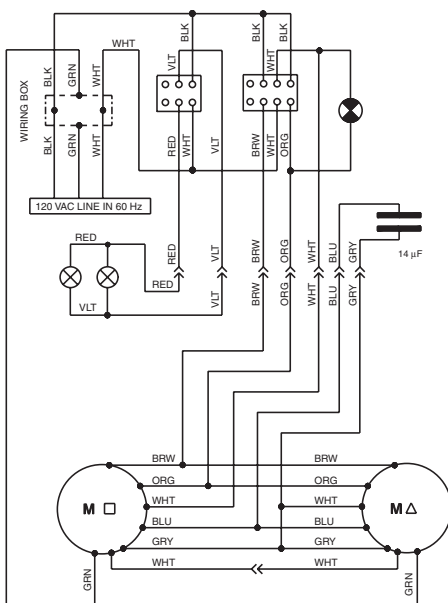 WHT
BLK
BLK
BLK
GRN
WHT
VLT
WHT
WIRING BOX
BLK
GRN
WHT
RED
WHT
VLT
BRW
WHT
ORG
120 VAC LINE IN 60 Hz
RED
RED
VLT
BRW
ORG
WHT
BLU
GRY
14 µF
RED
VLT
VLT
BRW
ORG
WHT
BLU
GRY
BRW
BRW
ORG
ORG
M
WHT
WHT
M
BLU
BLU
GRY
GRY
WHT
WHT
GRN
GRN